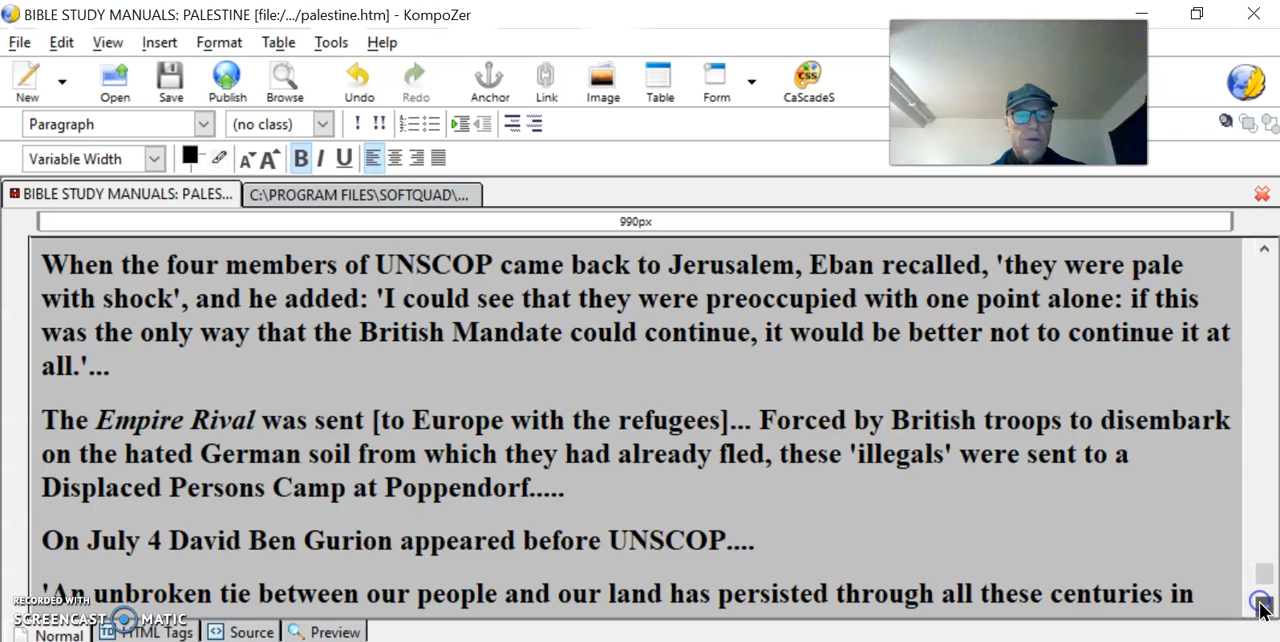 BIBLE STUDY MANUALS: PALESTINE [file:/.../palestine.htm] - KompoZer
File Edit View Insert Format Table Tools Help
New Open Save Publish Browse Undo Redo Anchor Link Image Table Form CaScadeS
Paragraph (no class) ! !!
Variable Width A A B I U
BIBLE STUDY MANUALS: PALES... C:\PROGRAM FILES\SOFTQUAD\...
990px
When the four members of UNSCOP came back to Jerusalem, Eban recalled, 'they were pale
with shock', and he added: 'I could see that they were preoccupied with one point alone: if this
was the only way that the British Mandate could continue, it would be better not to continue it at
all.'...
The Empire Rival was sent [to Europe with the refugees]... Forced by British troops to disembark
on the hated German soil from which they had already fled, these 'illegals' were sent to a
Displaced Persons Camp at Poppendorf.....
On July 4 David Ben Gurion appeared before UNSCOP....
'An unbroken tie between our people and our land has persisted through all these centuries in
RECORDED WITH
SCREENCAST MATIC
Normal HTML Tags Source Preview